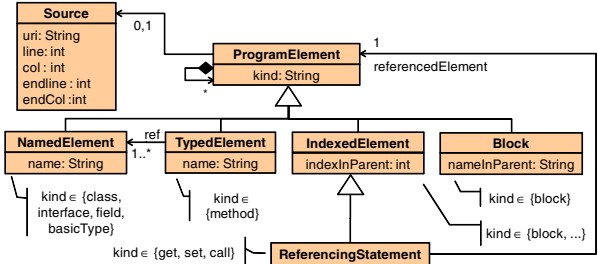 Source
uri: String
line: int
col : int
endline : int
endCol :int
0,1
ProgramElement
kind: String
*
1
referencedElement
NamedElement
name: String
ref
1..*
TypedElement
name: String
IndexedElement
indexInParent: int
Block
nameInParent: String
kind ∈ {class,
interface, field,
basicType}
kind ∈
{method}
kind ∈ {block}
kind ∈ {block, ...}
kind ∈ {get, set, call}
ReferencingStatement